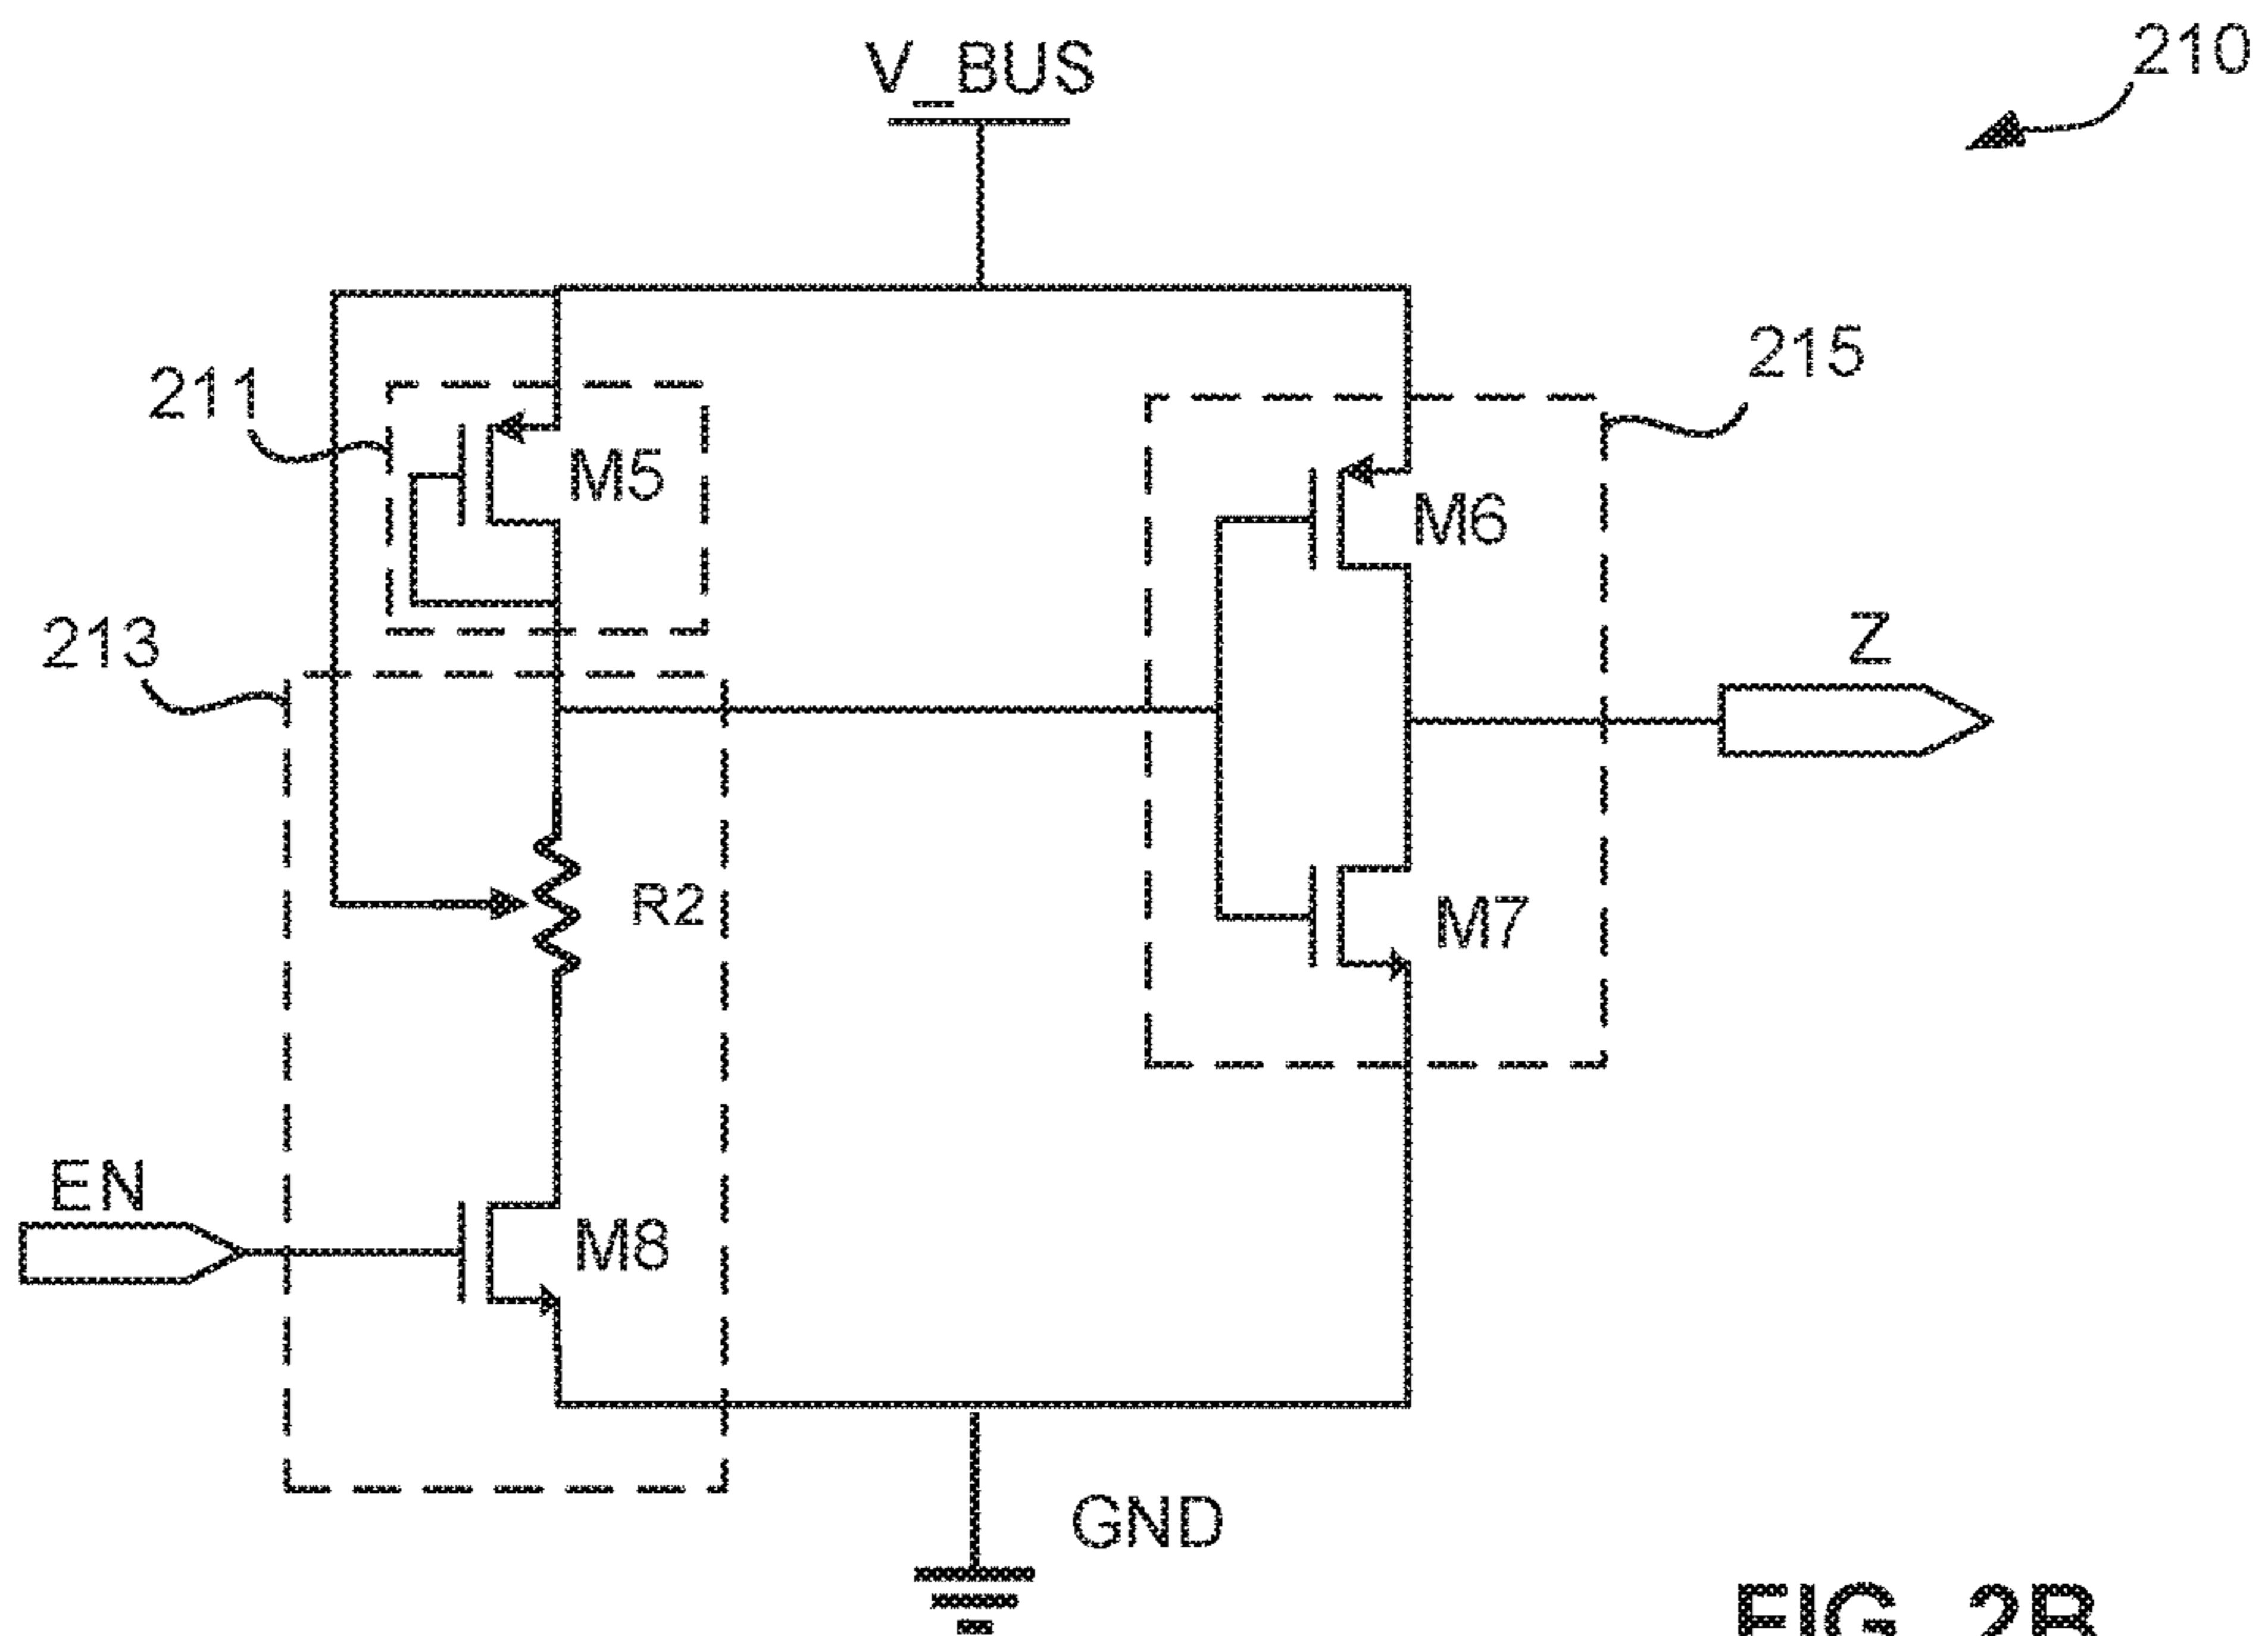 210
V_BUS
211
M5
215
M6
213
Z
R2
M7
EN
M8
GND
FIG. 2B